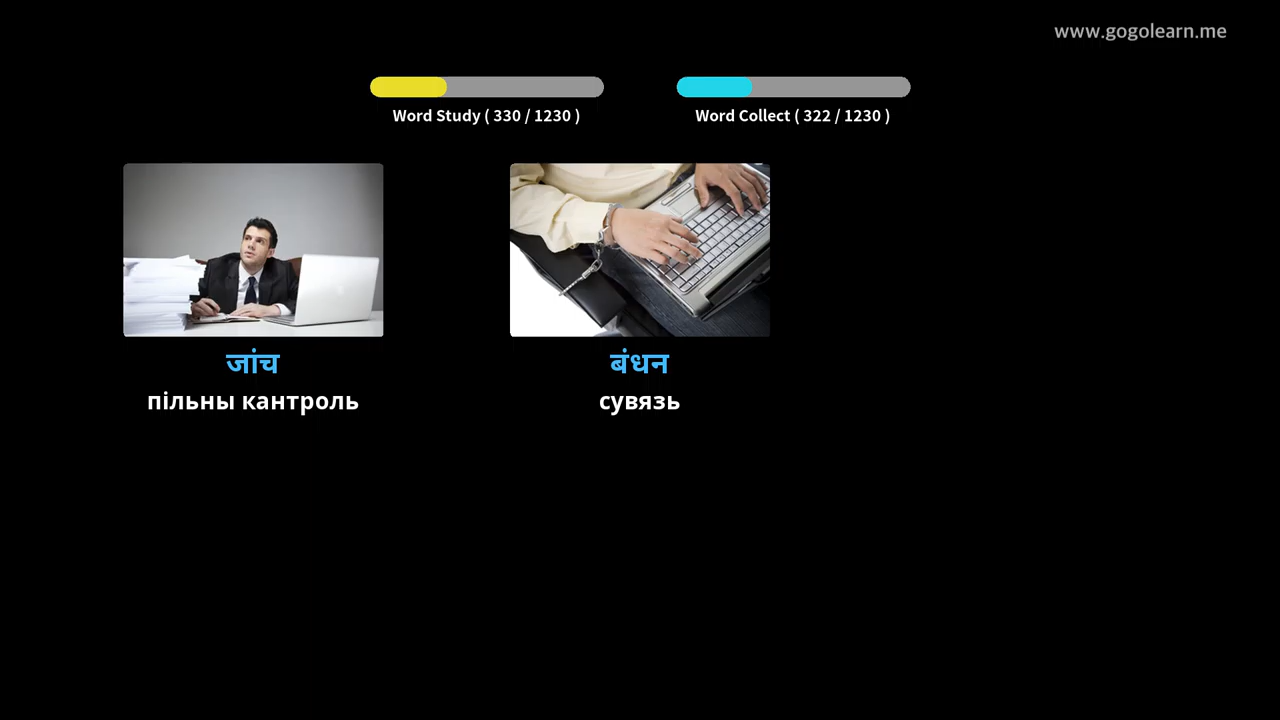 www.gogolearn.me
Word Study ( 330 / 1230 )
Word Collect ( 322 / 1230 )
जांच
пільны кантроль
बंधन
сувязь